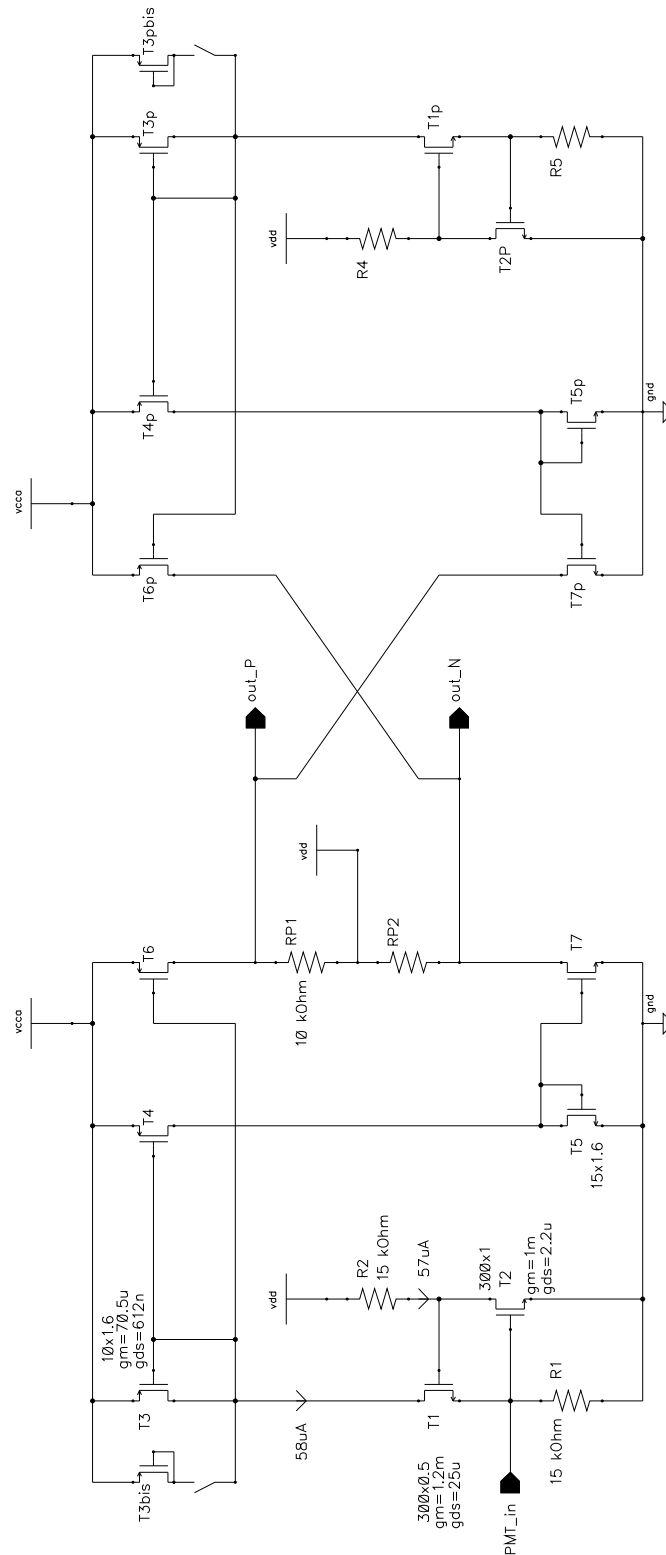 vcca
vcca
T3bis
T3
10x1.6
gm=70.5u
gds=612n
T4
T6
T6p
T4p
T3p
T3pbis
58uA
vdd
R2
15 kOhm
57uA
vdd
RP1
10 kOhm
RP2
out_P
out_N
vdd
R4
T1p
T2P
R5
T1
300x0.5
gm=1.2m
gds=25u
300x1
T2
gm=1m
gds=2.2u
PMT_in
R1
15 kOhm
T5
15x1.6
T7
gnd
T7p
T5p
gnd